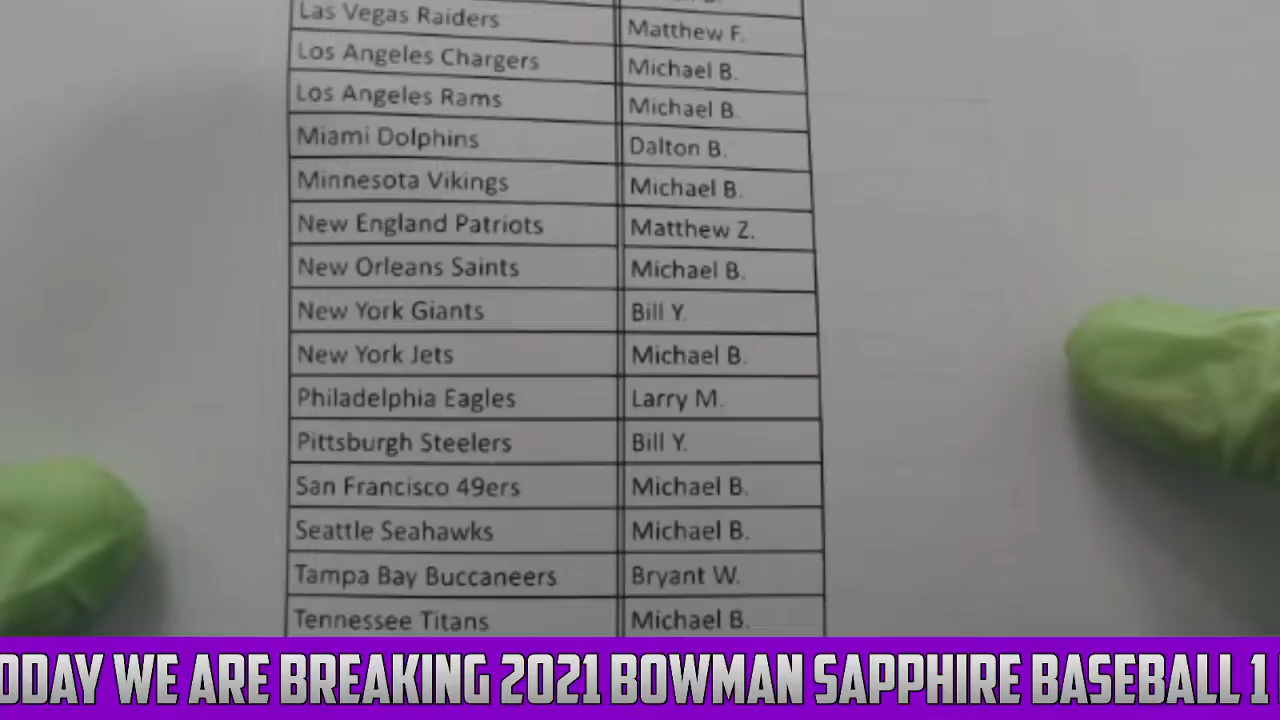 Las Vegas Raiders Matthew F.
Los Angeles Chargers Michael B.
Los Angeles Rams Michael B.
Miami Dolphins Dalton B.
Minnesota Vikings Michael B.
New England Patriots Matthew Z.
New Orleans Saints Michael B.
New York Giants Bill Y.
New York Jets Michael B.
Philadelphia Eagles Larry M.
Pittsburgh Steelers Bill Y.
San Francisco 49ers Michael B.
Seattle Seahawks Michael B.
Tampa Bay Buccaneers Bryant W.
Tennessee Titans Michael B.
ODAY WE ARE BREAKING 2021 BOWMAN SAPPHIRE BASEBALL 1